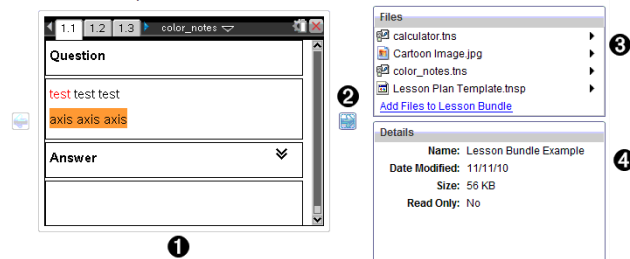 1.1 1.2 1.3 color_notes
Question
test test test
axis axis axis
Answer
1
2
Files
calculator.tns
Cartoon Image.jpg
color_notes.tns
Lesson Plan Template.tnsp
Add Files to Lesson Bundle
3
Details
Name: Lesson Bundle Example
Date Modified: 11/11/10
Size: 56 KB
Read Only: No
4